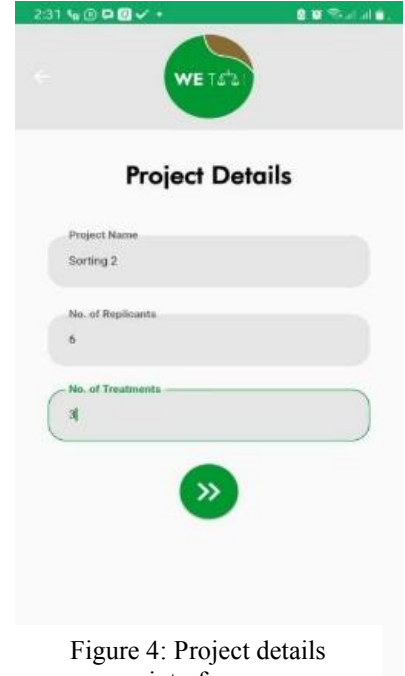 2:31
WE
Project Details
Project Name
Sorting 2
No. of Replicants
6
No. of Treatments
3
Figure 4: Project details